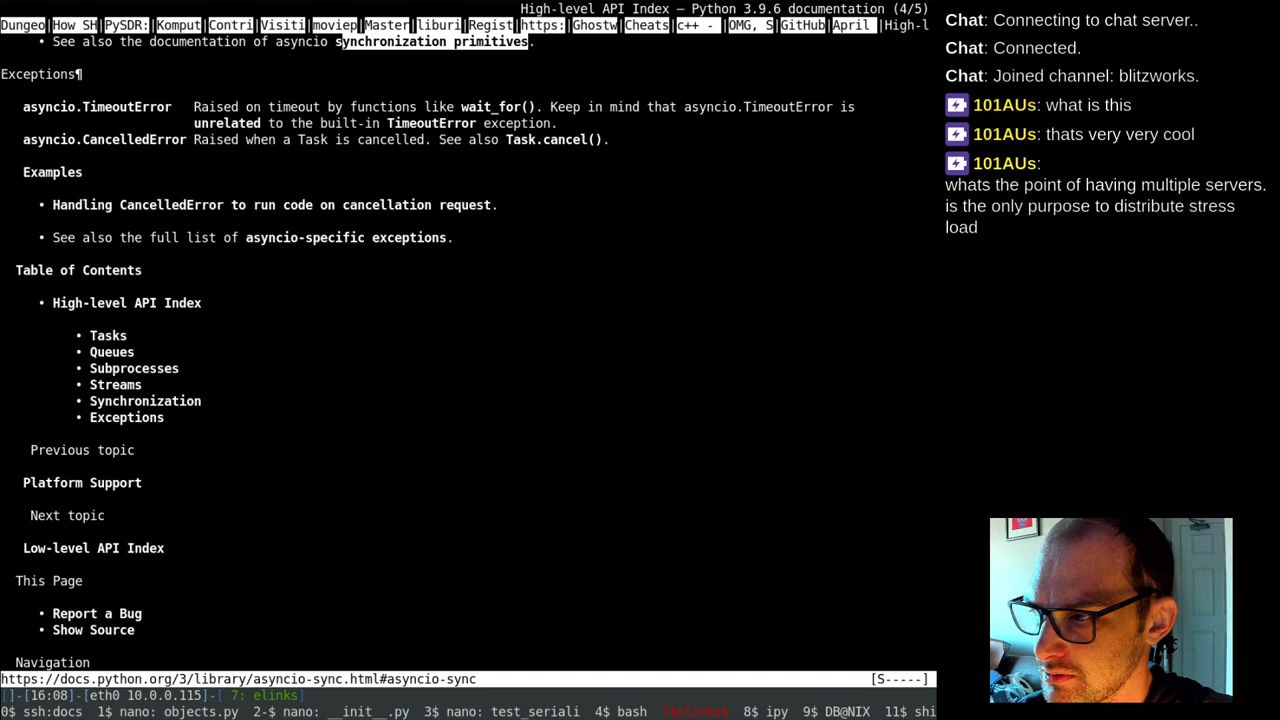 High-level API Index — Python 3.9.6 documentation (4/5)
Dungeo|How SH|PySDR:|Komput|Contri|Visiti|moviep|Master|liburi|Regist|https:|Ghostw|Cheats|c++ - |OMG, S|GitHub|April |High-l
• See also the documentation of asyncio synchronization primitives.
Exceptions¶
asyncio.TimeoutError Raised on timeout by functions like wait_for(). Keep in mind that asyncio.TimeoutError is
unrelated to the built-in TimeoutError exception.
asyncio.CancelledError Raised when a Task is cancelled. See also Task.cancel().
Examples
• Handling CancelledError to run code on cancellation request.
• See also the full list of asyncio-specific exceptions.
Table of Contents
• High-level API Index
• Tasks
• Queues
• Subprocesses
• Streams
• Synchronization
• Exceptions
Previous topic
Platform Support
Next topic
Low-level API Index
This Page
• Report a Bug
• Show Source
Navigation
https://docs.python.org/3/library/asyncio-sync.html#asyncio-sync [S-----]
[]-[16:08]-[eth0 10.0.0.115]-[ 7: elinks]
0$ ssh:docs 1$ nano: objects.py 2-$ nano: __init__.py 3$ nano: test_seriali 4$ bash 7$elinks 8$ ipy 9$ DB@NIX 11$ shi
Chat: Connecting to chat server..
Chat: Connected.
Chat: Joined channel: blitzworks.
101AUs: what is this
101AUs: thats very very cool
101AUs:
whats the point of having multiple servers.
is the only purpose to distribute stress
load